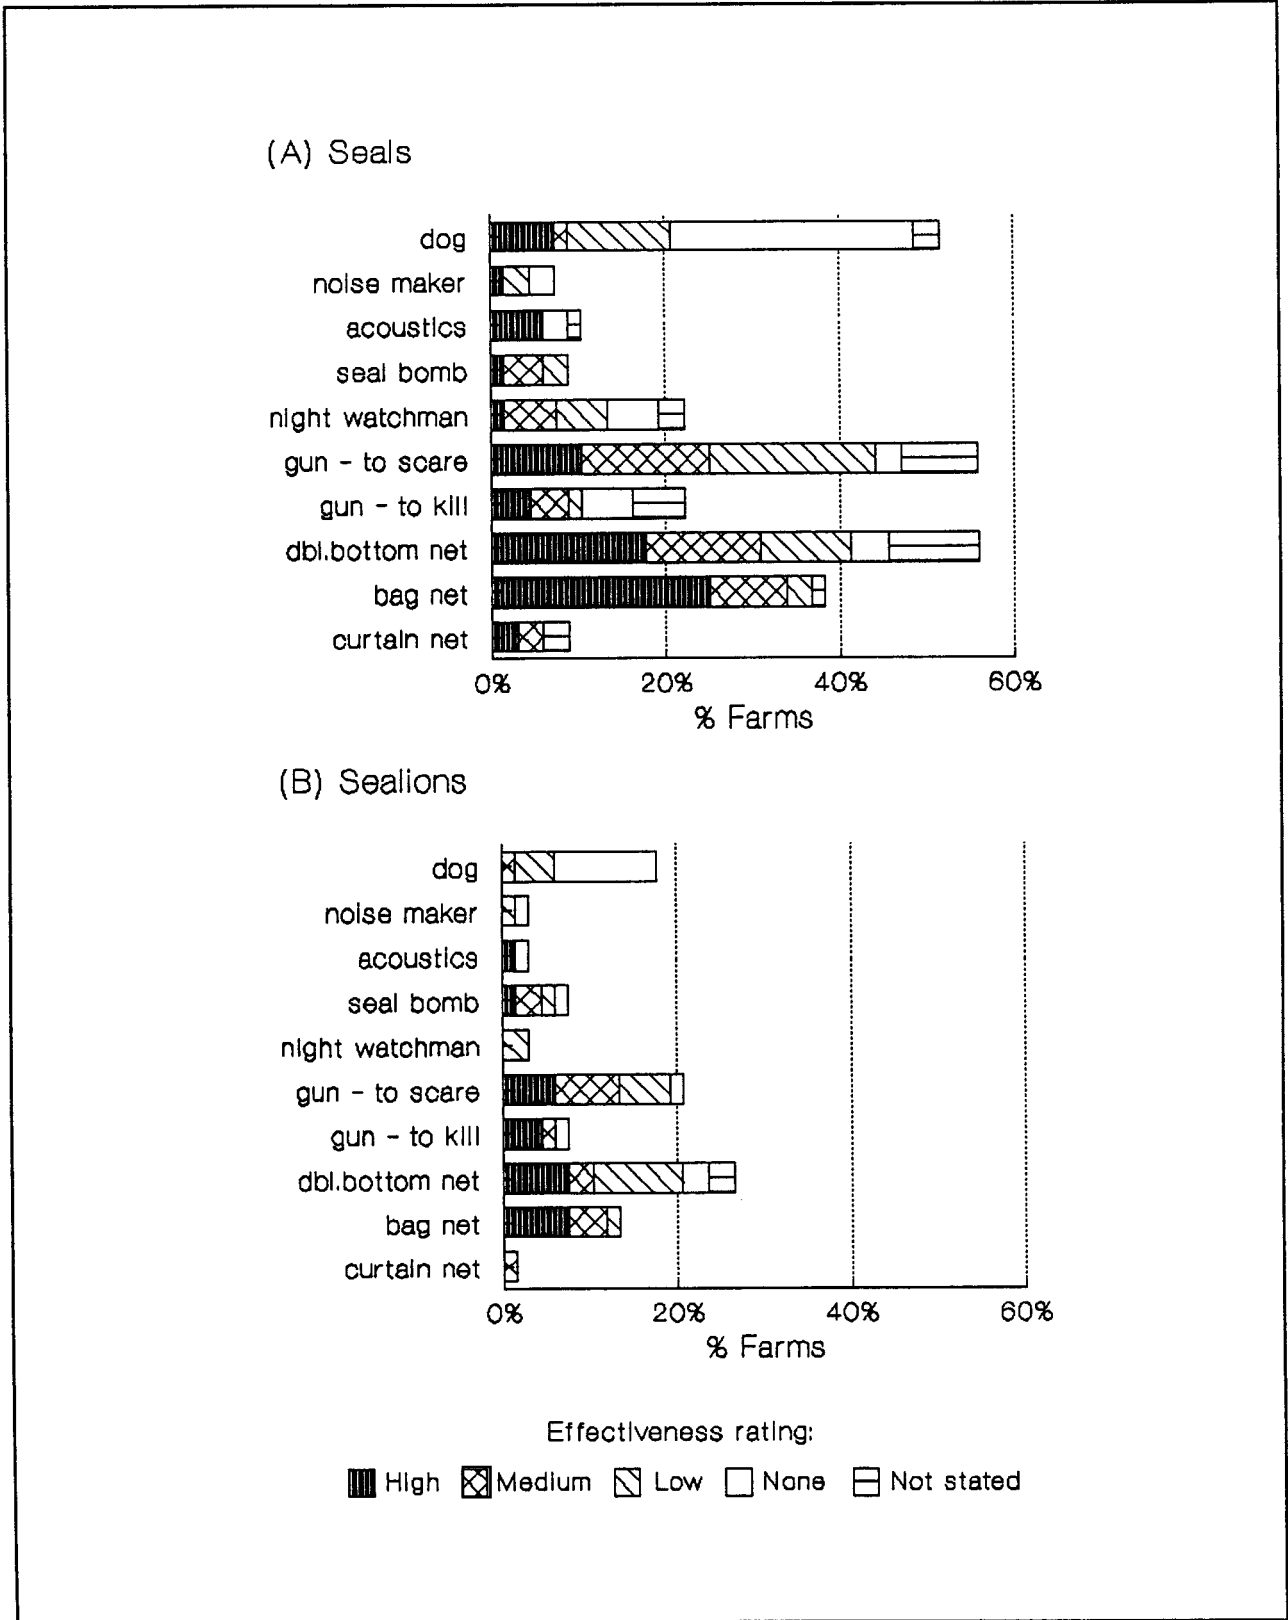 (A) Seals
dog
noise maker
acoustics
seal bomb
night watchman
gun - to scare
gun - to kill
dbl.bottom net
bag net
curtain net
0% 20% 40% 60%
% Farms
(B) Sealions
dog
noise maker
acoustics
seal bomb
night watchman
gun - to scare
gun - to kill
dbl.bottom net
bag net
curtain net
0% 20% 40% 60%
% Farms
Effectiveness rating:
High Medium Low None Not stated